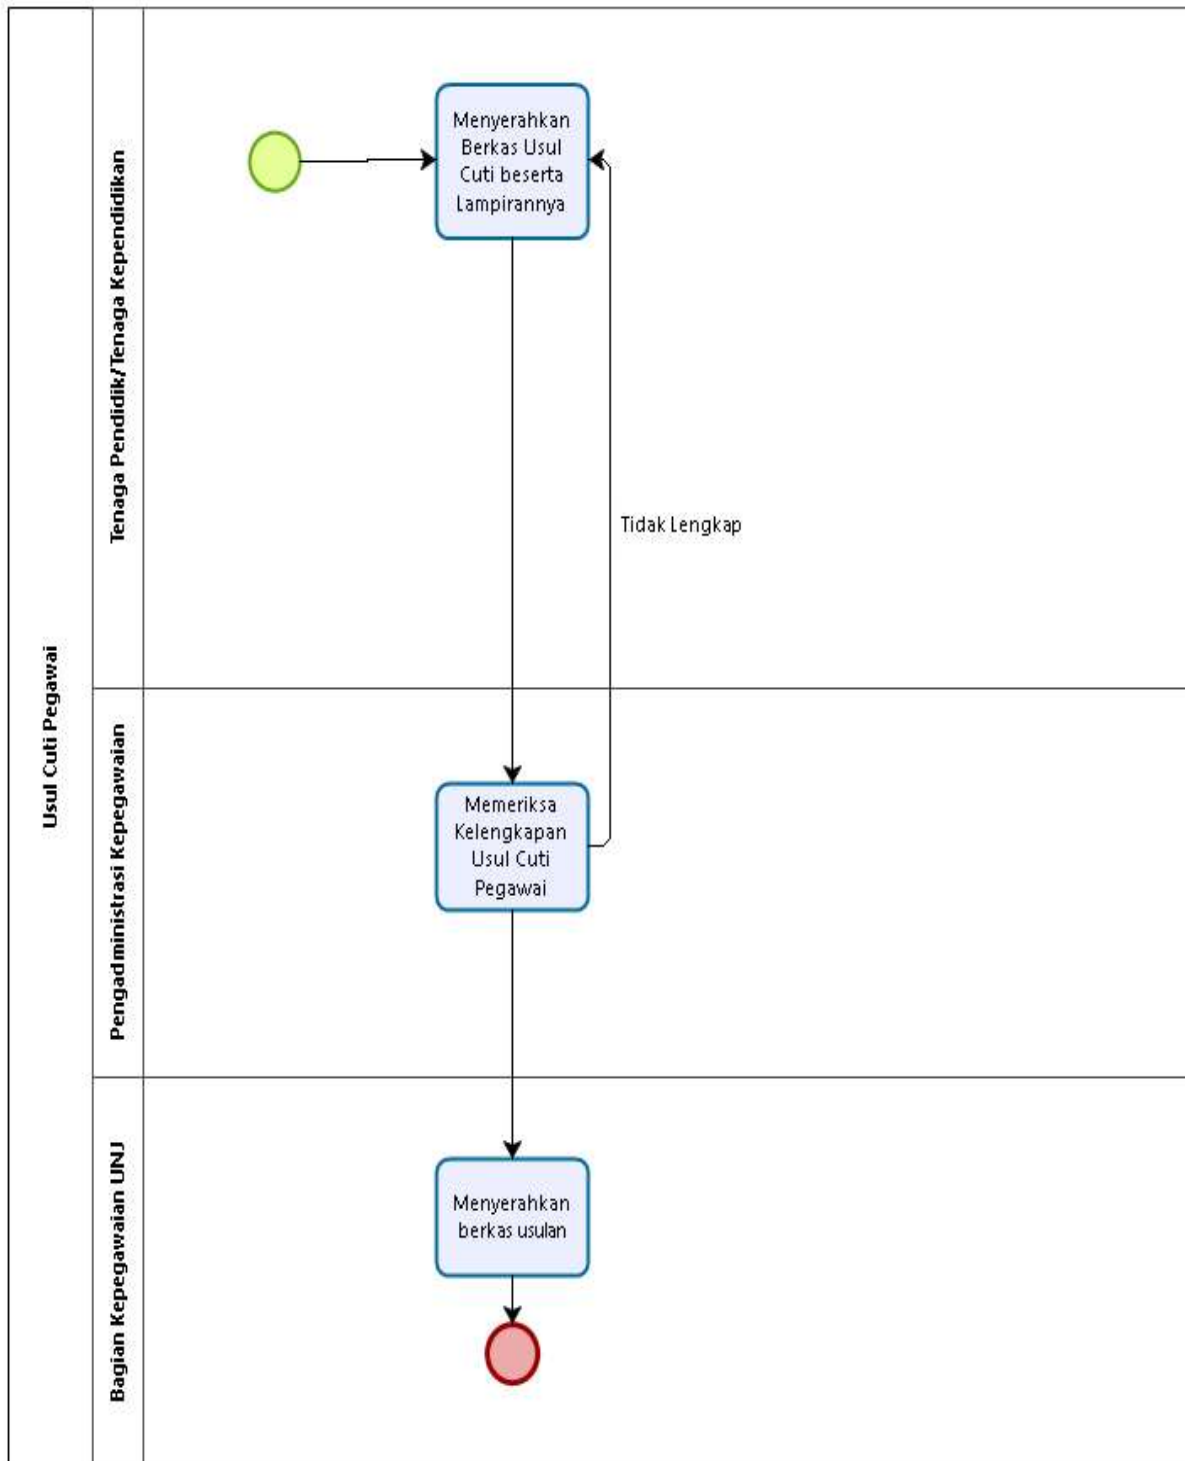 Usul Cuti Pegawai
Tenaga Pendidik/Tenaga Kependidikan
Menyerahkan
Berkas Usul
Cuti beserta
Lampirannya
Tidak Lengkap
Pengadministrasi Kepegawaian
Memeriksa
Kelengkapan
Usul Cuti
Pegawai
Bagian Kepegawaian UNJ
Menyerahkan
berkas usulan